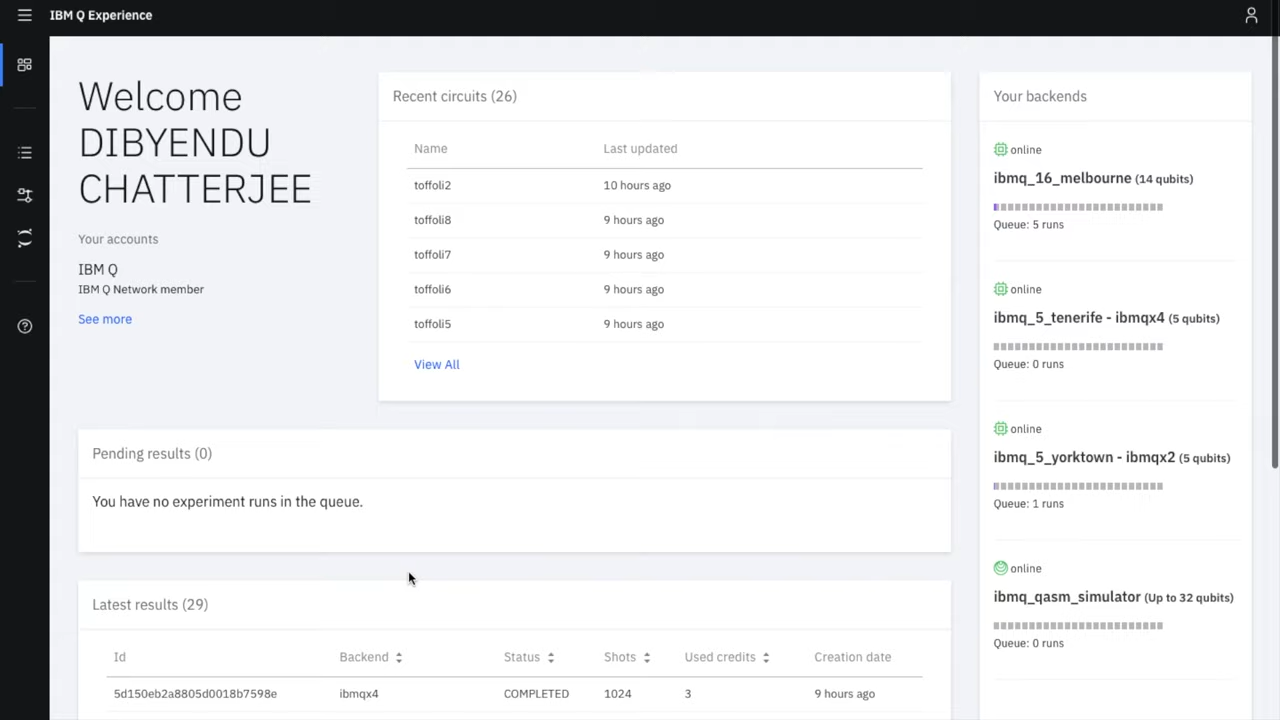 IBM Q Experience
Welcome
DIBYENDU
CHATTERJEE
Your accounts
IBM Q
IBM Q Network member
See more
Recent circuits (26)
Name Last updated
toffoli2 10 hours ago
toffoli8 9 hours ago
toffoli7 9 hours ago
toffoli6 9 hours ago
toffoli5 9 hours ago
View All
Pending results (0)
You have no experiment runs in the queue.
Latest results (29)
Id Backend Status Shots Used credits Creation date
5d150eb2a8805d0018b7598e ibmqx4 COMPLETED 1024 3 9 hours ago
Your backends
online
ibmq_16_melbourne (14 qubits)
Queue: 5 runs
online
ibmq_5_tenerife - ibmqx4 (5 qubits)
Queue: 0 runs
online
ibmq_5_yorktown - ibmqx2 (5 qubits)
Queue: 1 runs
online
ibmq_qasm_simulator (Up to 32 qubits)
Queue: 0 runs